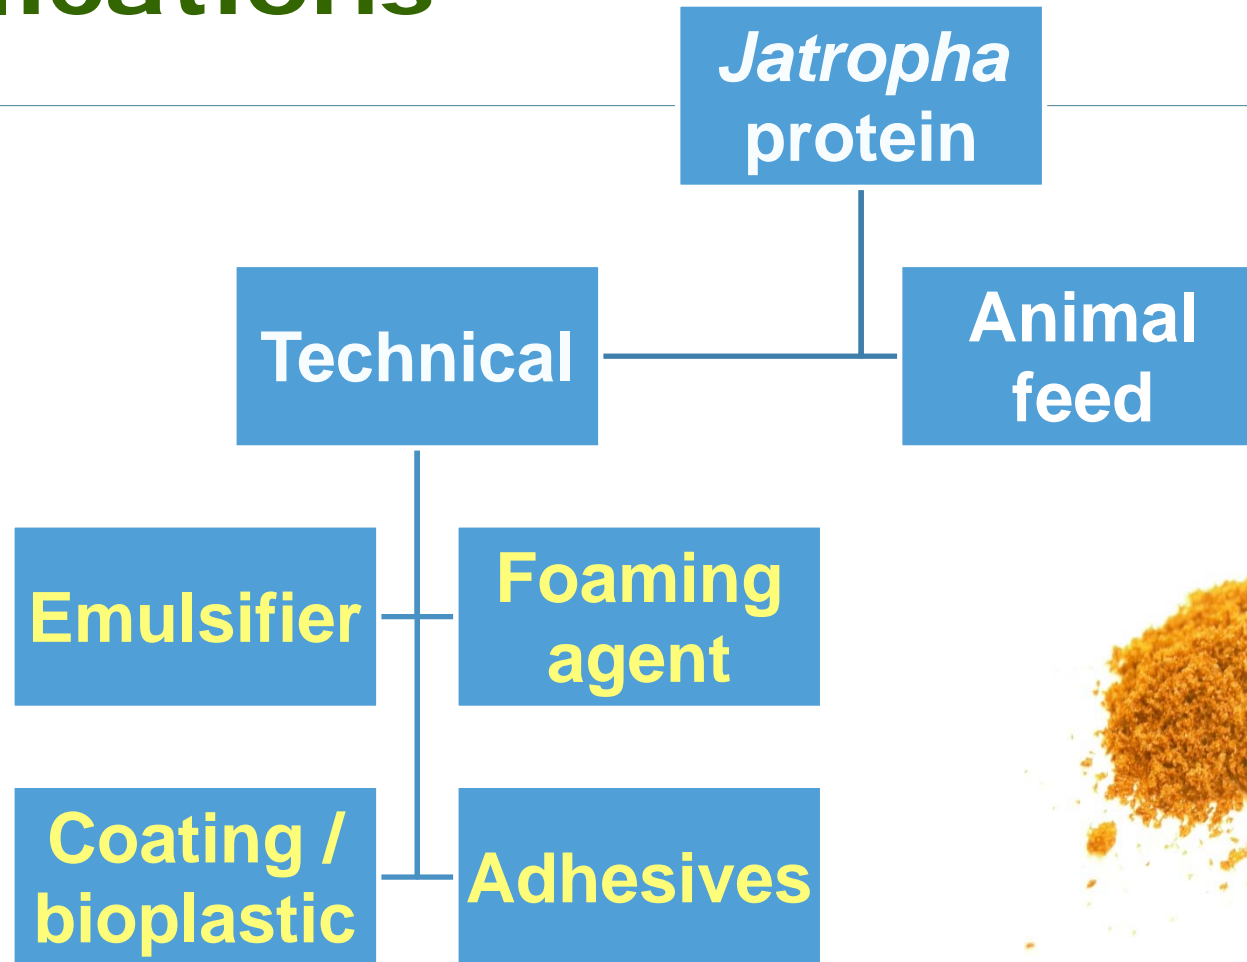 Jatropha
protein
Technical
Animal
feed
Emulsifier
Foaming
agent
Coating /
bioplastic
Adhesives